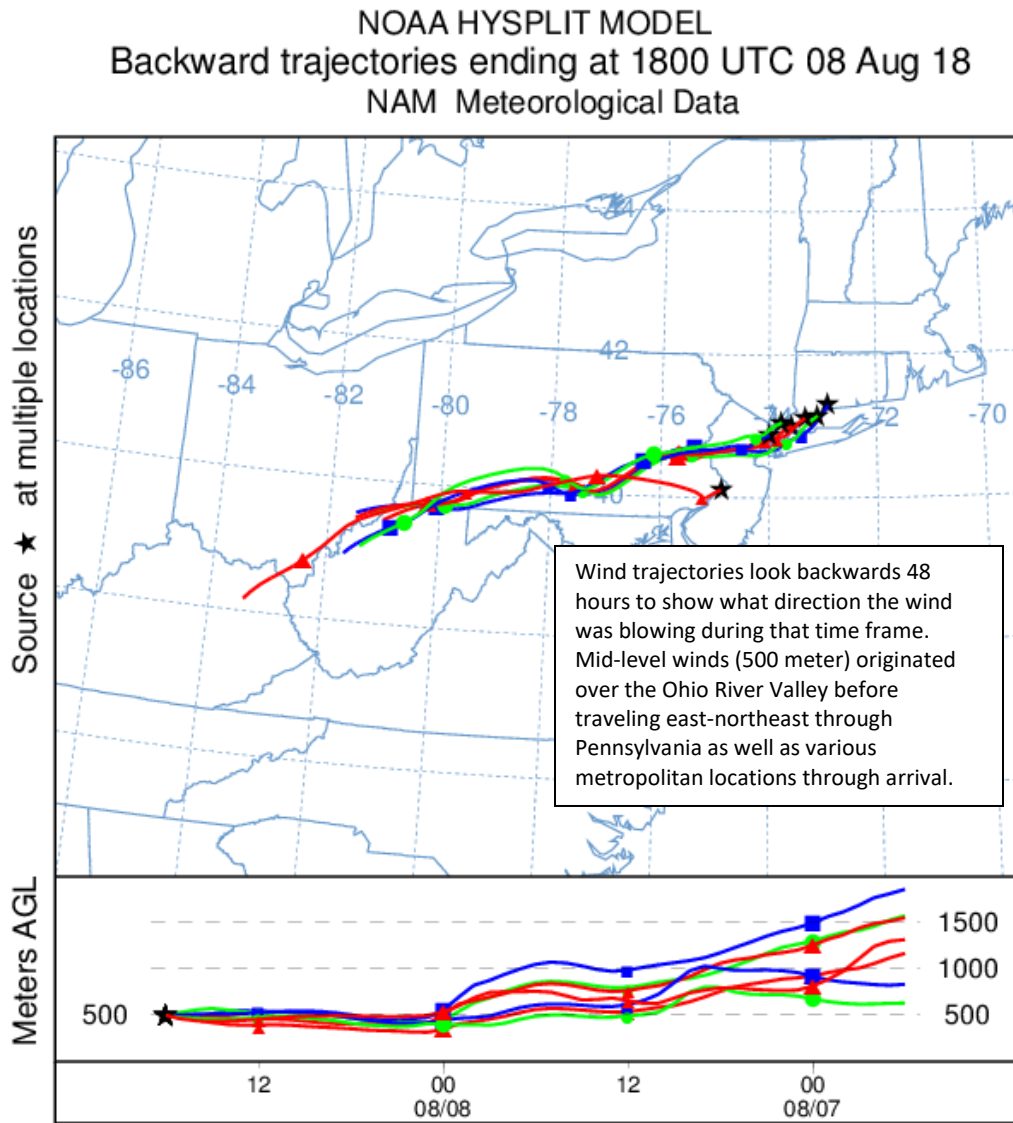 NOAA HYSPLIT MODEL
Backward trajectories ending at 1800 UTC 08 Aug 18
NAM Meteorological Data
Source ★ at multiple locations
44
42
-86
-84
-82
-80
-78
-76
-74
-72
-70
40
Wind trajectories look backwards 48
hours to show what direction the wind
was blowing during that time frame.
Mid-level winds (500 meter) originated
over the Ohio River Valley before
traveling east-northeast through
Pennsylvania as well as various
metropolitan locations through arrival.
Meters AGL
1500
1000
500
500
12
00
12
00
08/08
08/07